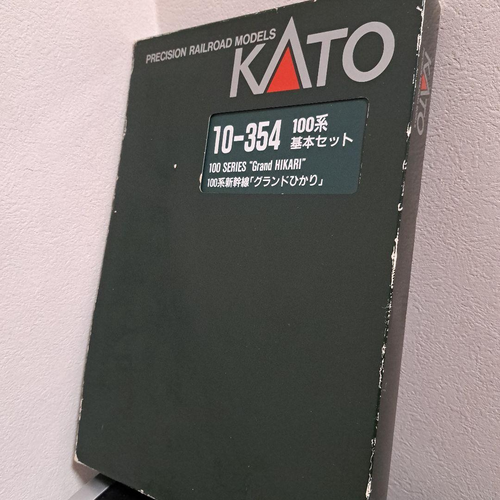 PRECISION RAILROAD MODELS
KATO
10-354 100系
基本セット
100 SERIES "Grand HIKARI"
100系新幹線「グランドひかり」
KATO